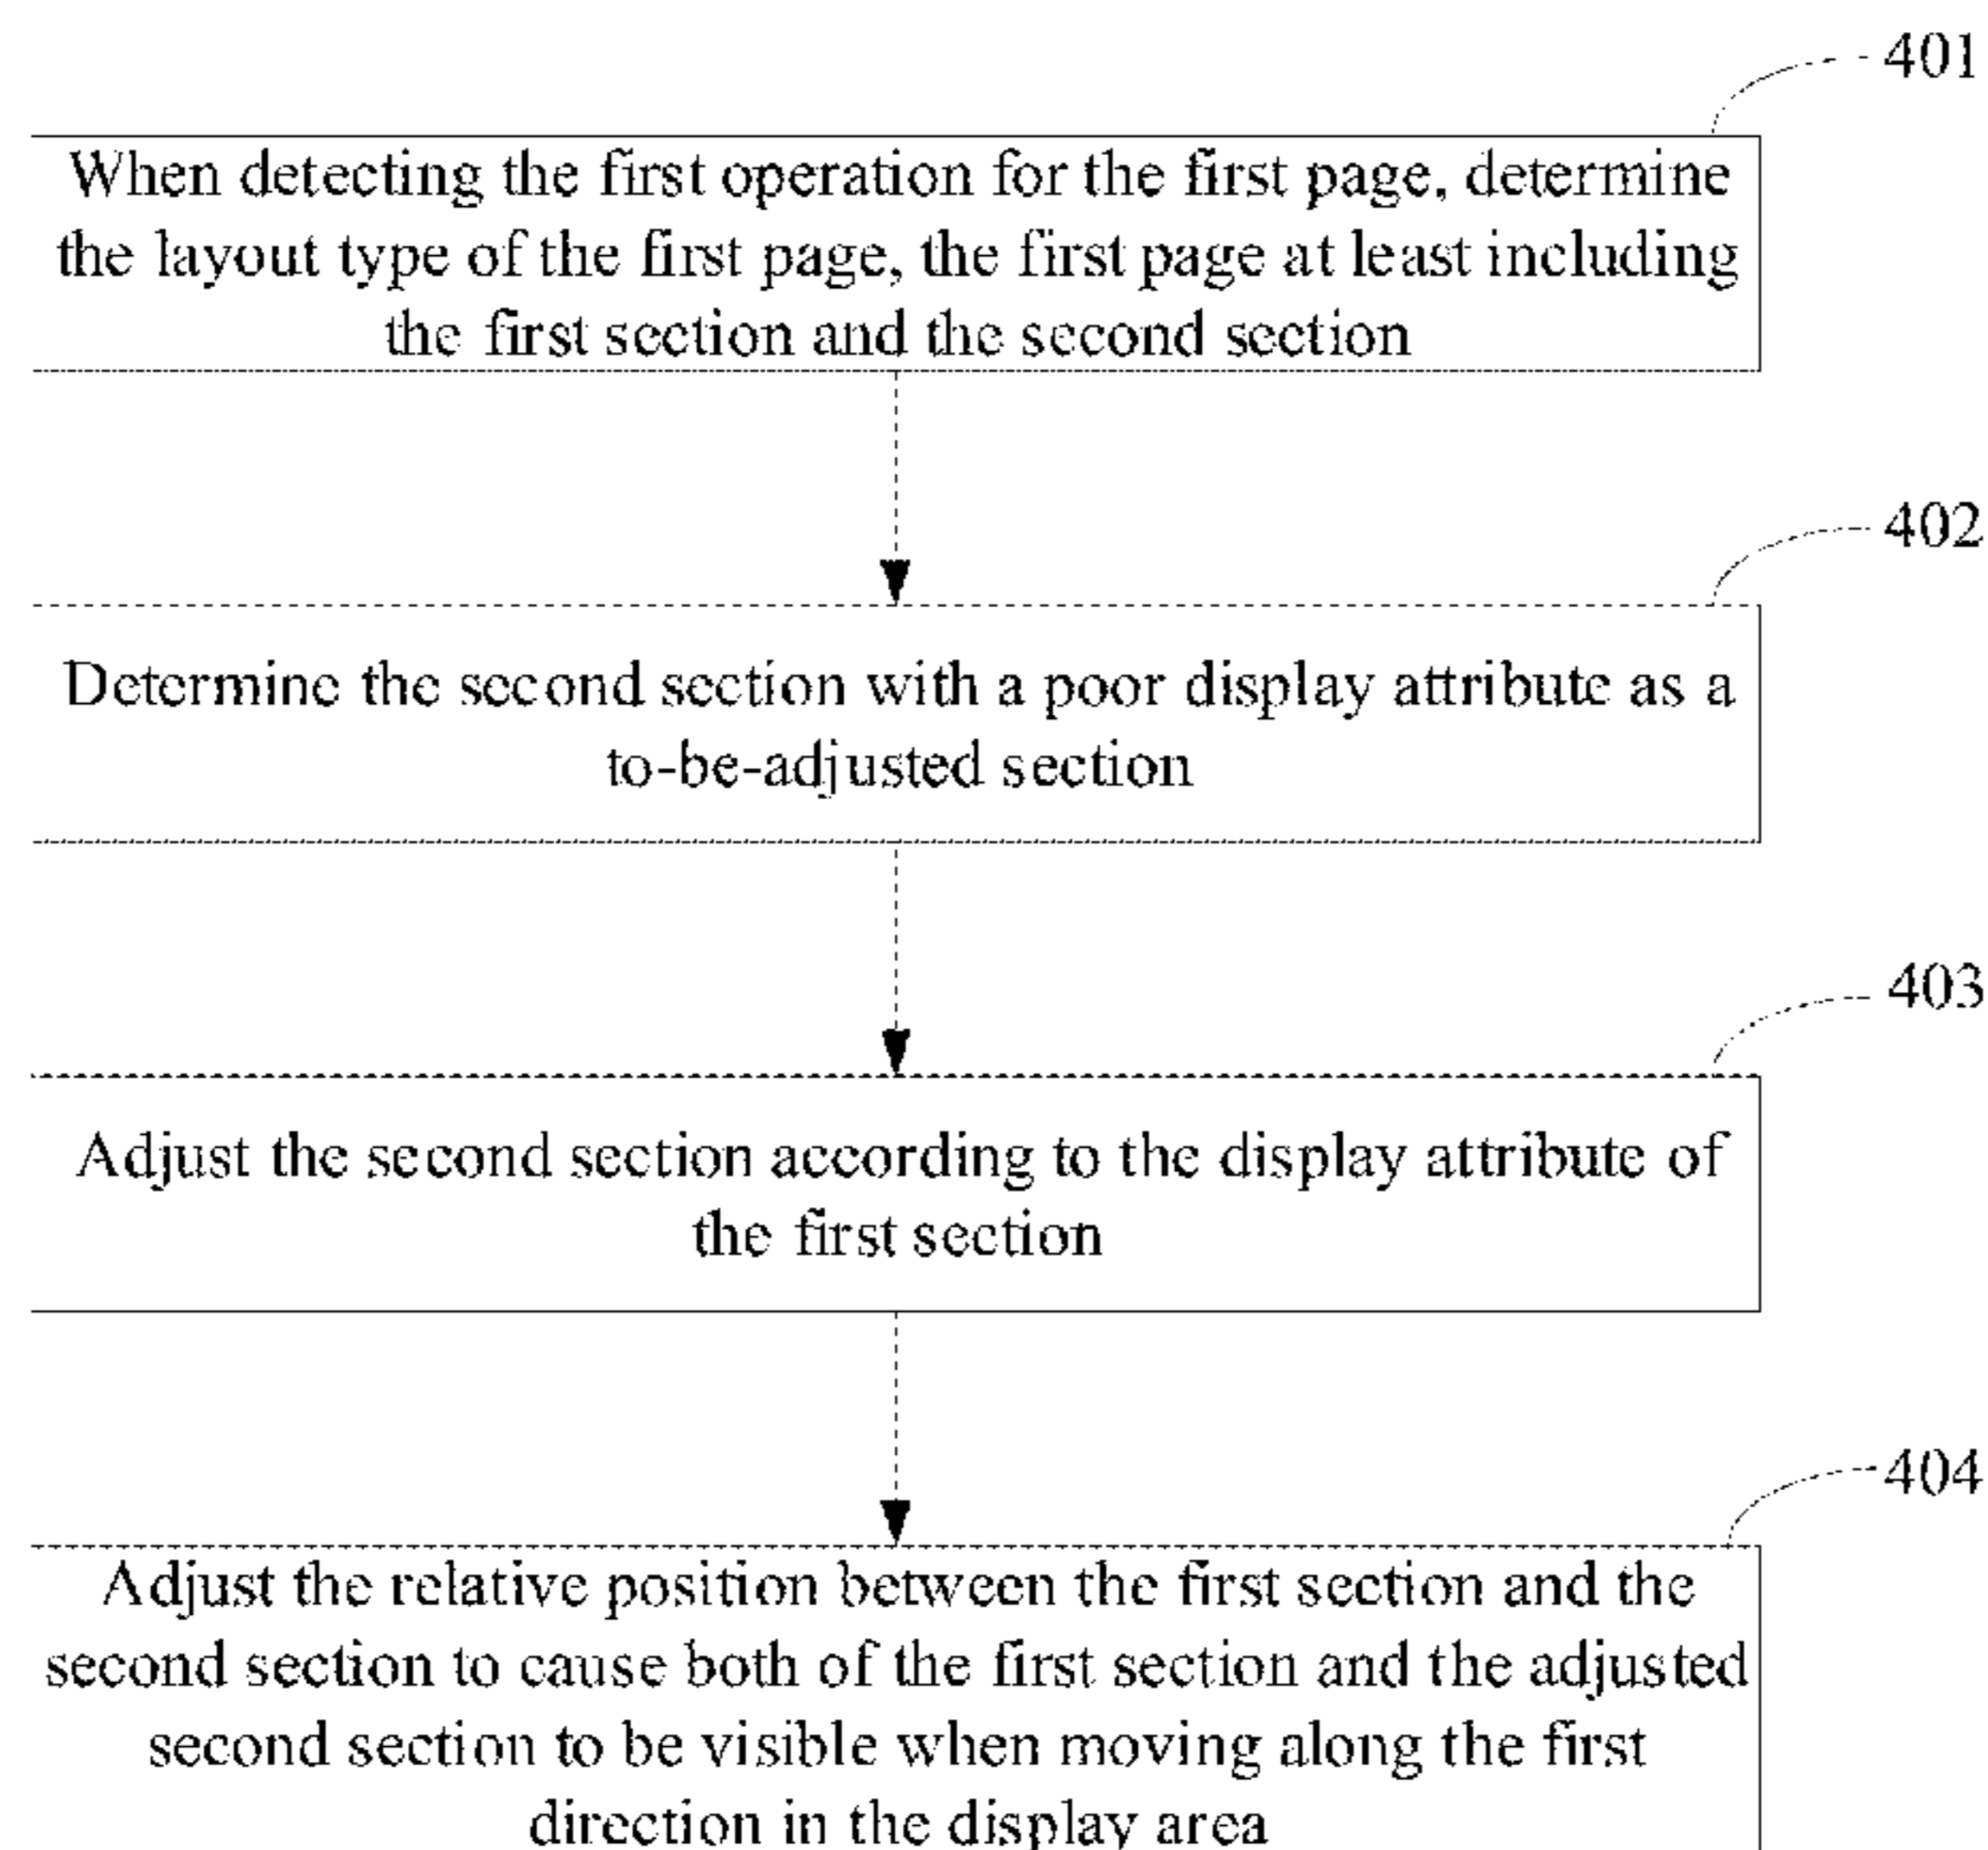 401
When detecting the first operation for the first page, determine
the layout type of the first page, the first page at least including
the first section and the second section
402
Determine the second section with a poor display attribute as a
to-be-adjusted section
403
Adjust the second section according to the display attribute of
the first section
404
Adjust the relative position between the first section and the
second section to cause both of the first section and the adjusted
second section to be visible when moving along the first
direction in the display area